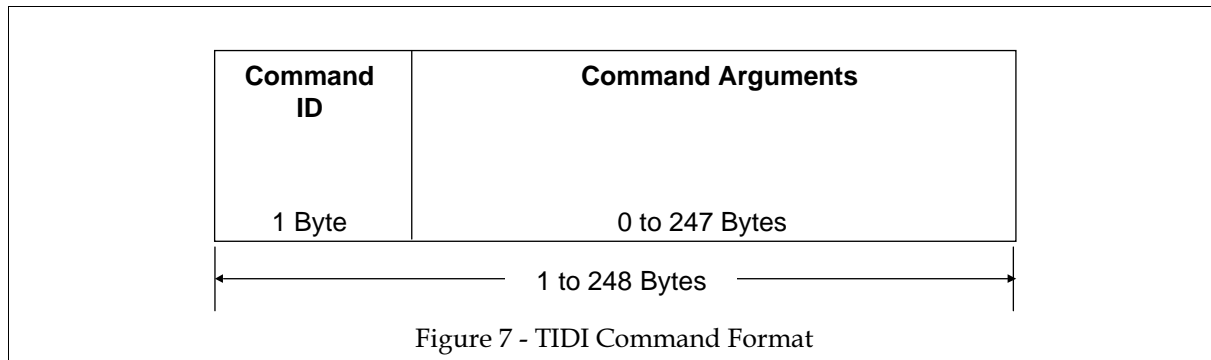 Command
ID
Command Arguments
1 Byte
0 to 247 Bytes
1 to 248 Bytes
Figure 7 - TIDI Command Format